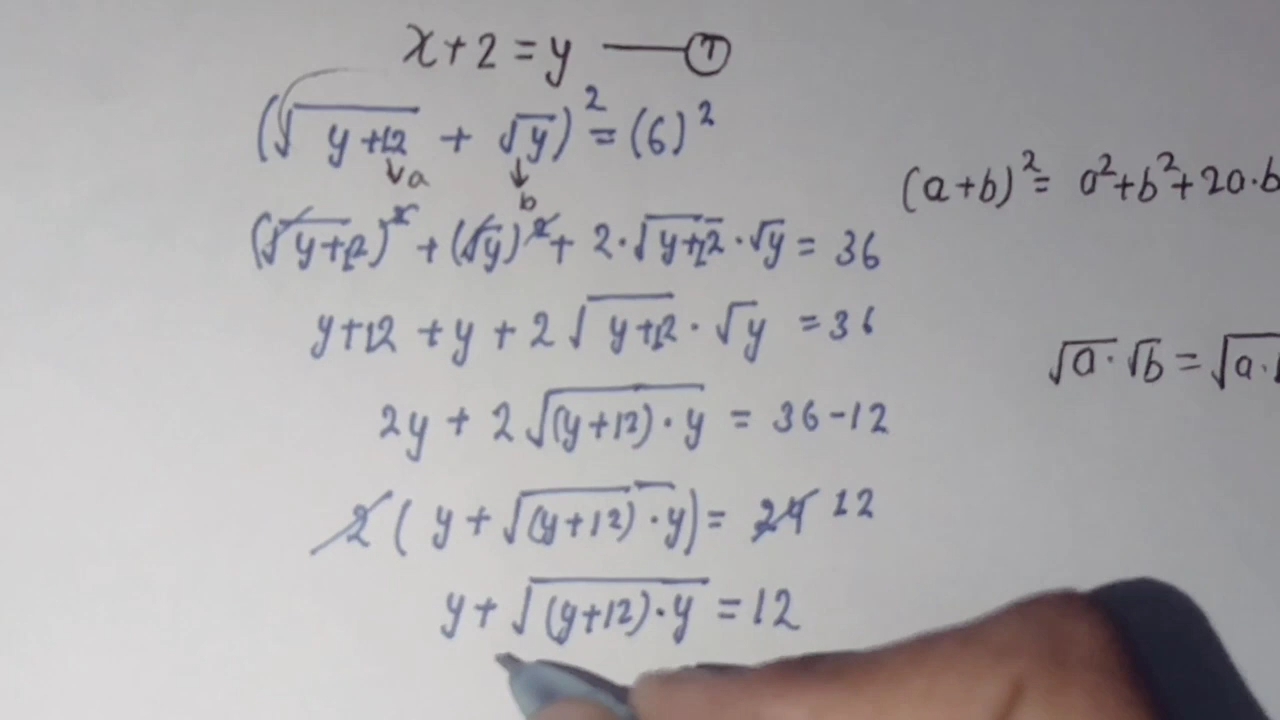 x+2=y —①
(√(y+12) + √y)² = (6)²
↓a ↓b
(√(y+12))² + (√y)² + 2·√(y+12)·√y = 36
(a+b)² = a²+b²+2a·b
y+12+y+2√(y+12)·√y = 36
√a·√b = √a·
2y+2√((y+12)·y) = 36-12
2(y+√((y+12)·y)) = 24 12
y+√((y+12)·y) = 12